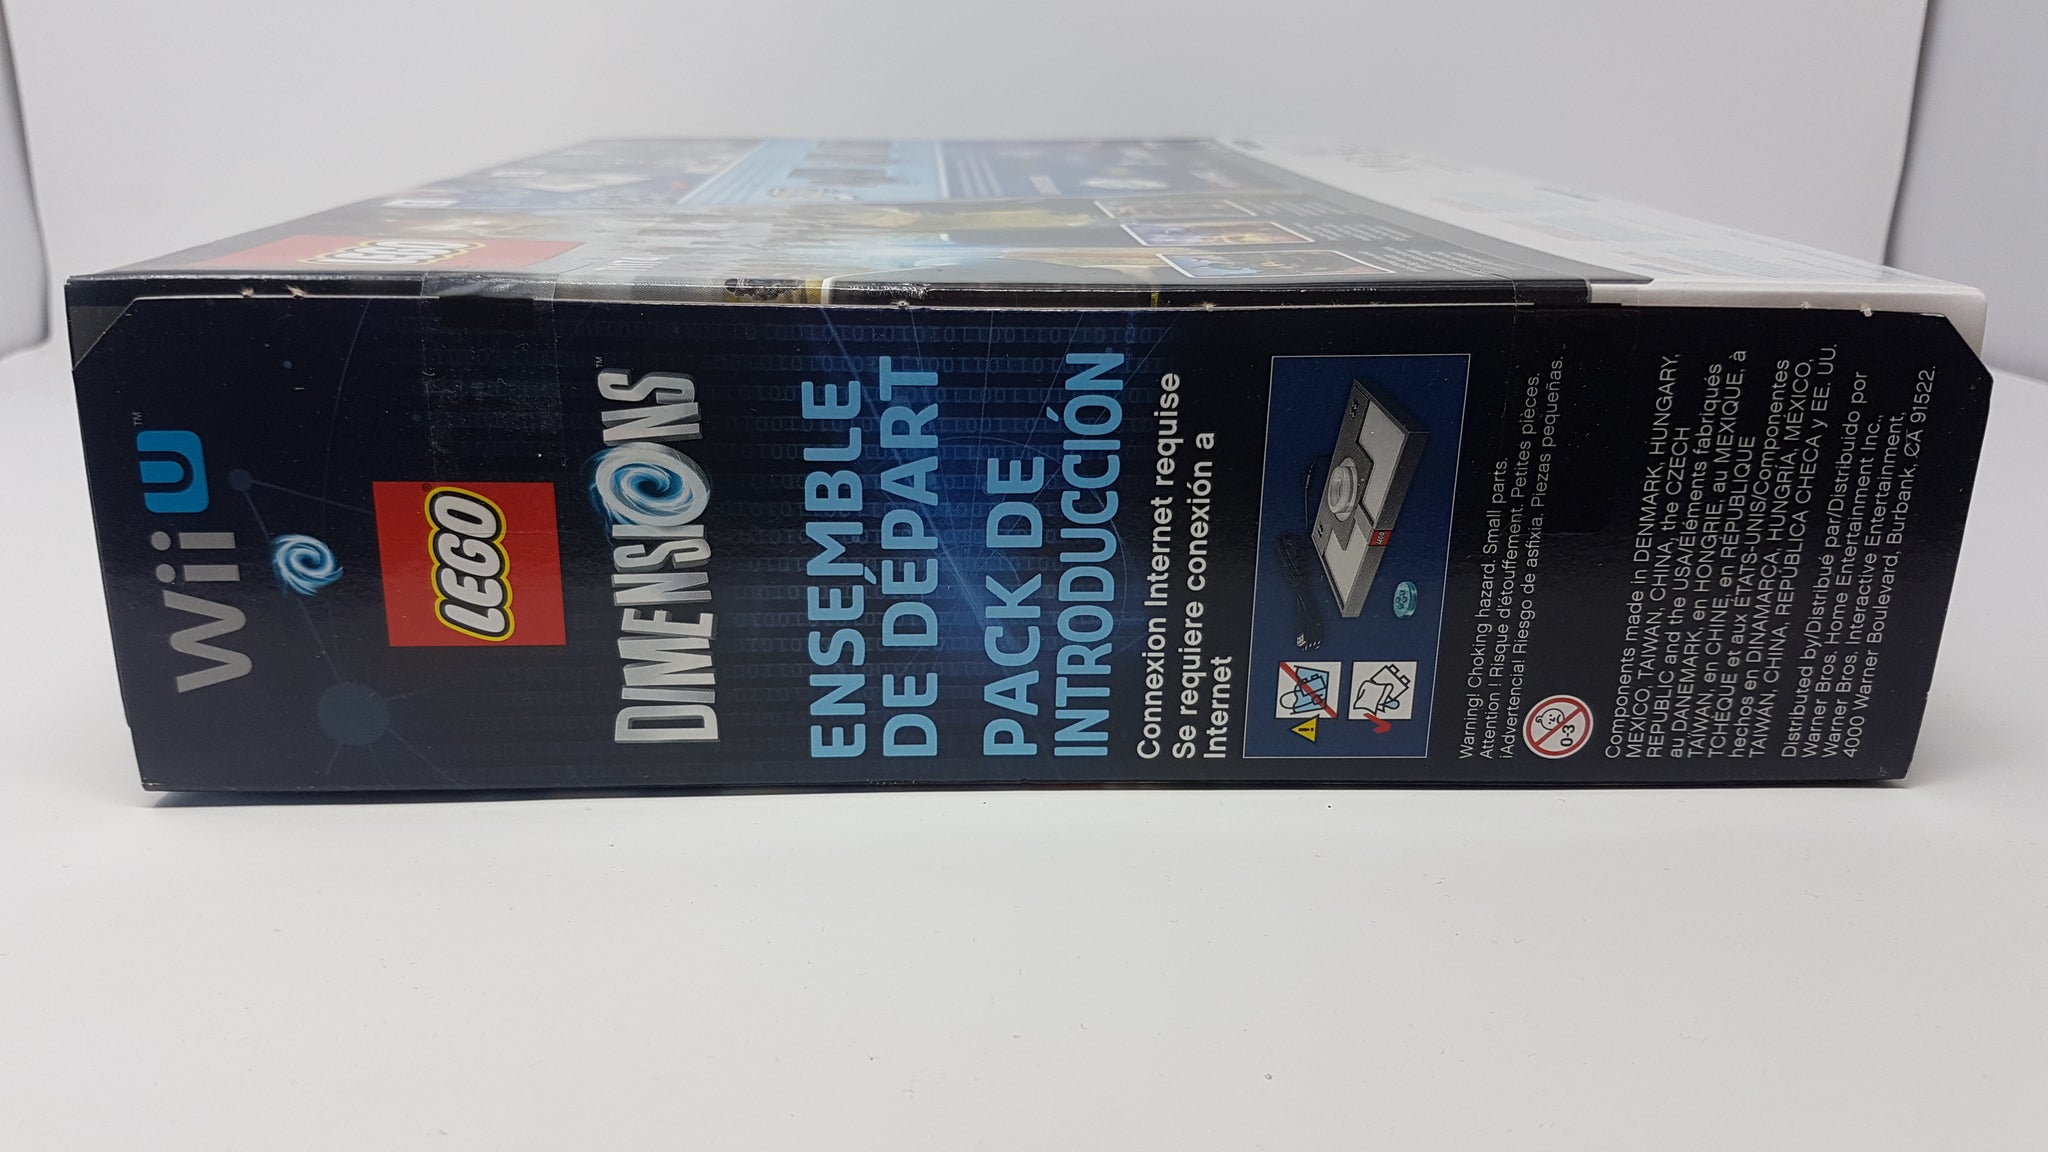 Wii U™
LEGO®
DIMENSIONS™
ENSEMBLE
DE DÉPART
PACK DE
INTRODUCCIÓN
Connexion Internet requise
Se requiere conexión a
Internet
LEGO
Warning! Choking hazard. Small parts.
Attention ! Risque d'étouffement. Petites pièces.
¡Advertencia! Riesgo de asfixia. Piezas pequeñas.
0-3
Components made in DENMARK, HUNGARY,
MEXICO, TAIWAN, CHINA, the CZECH
REPUBLIC and the USA/Éléments fabriqués
au DANEMARK, en HONGRIE, au MEXIQUE, à
TAÏWAN, en CHINE, en RÉPUBLIQUE
TCHÈQUE et aux ÉTATS-UNIS/Componentes
hechos en DINAMARCA, HUNGRÍA, MÉXICO,
TAIWÁN, CHINA, REPÚBLICA CHECA y EE. UU.
Distributed by/Distribué par/Distribuido por
Warner Bros. Home Entertainment Inc.,
Warner Bros. Interactive Entertainment,
4000 Warner Boulevard, Burbank, CA 91522.
LEGO